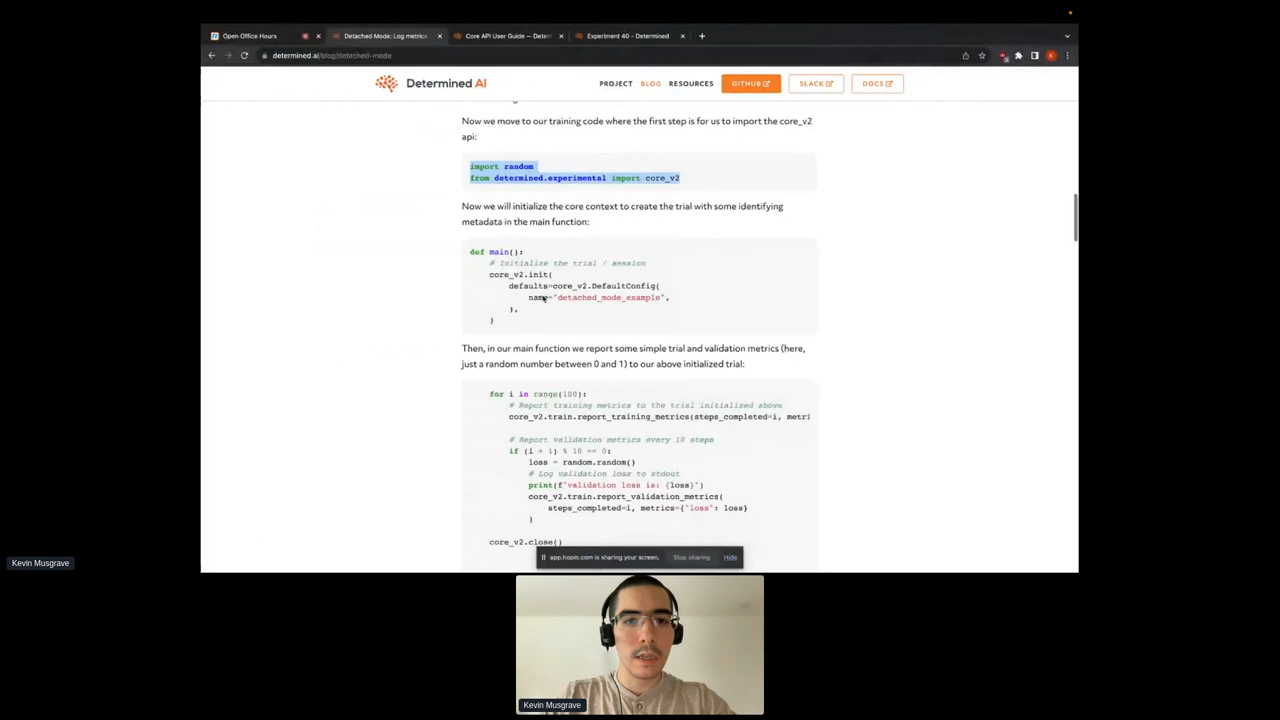 Open Office Hours
Detached Mode: Log metrics
Core API User Guide — Deter
Experiment 40 - Determined
determined.ai/blog/detached-mode
Determined AI
PROJECT
BLOG
RESOURCES
GITHUB
SLACK
DOCS
Now we move to our training code where the first step is for us to import the core_v2
api:
import random
from determined.experimental import core_v2
Now we will initialize the core context to create the trial with some identifying
metadata in the main function:
def main():
# Initialize the trial / session
core_v2.init(
defaults=core_v2.DefaultConfig(
name="detached_mode_example",
),
)
Then, in our main function we report some simple trial and validation metrics (here,
just a random number between 0 and 1) to our above initialized trial:
for i in range(100):
# Report training metrics to the trial initialized above
core_v2.train.report_training_metrics(steps_completed=i, metri
# Report validation metrics every 10 steps
if (i + 1) % 10 == 0:
loss = random.random()
# Log validation loss to stdout
print(f"validation loss is: {loss}")
core_v2.train.report_validation_metrics(
steps_completed=i, metrics={"loss": loss}
)
core_v2.close()
app.hopin.com is sharing your screen.
Stop sharing
Hide
Kevin Musgrave
Kevin Musgrave